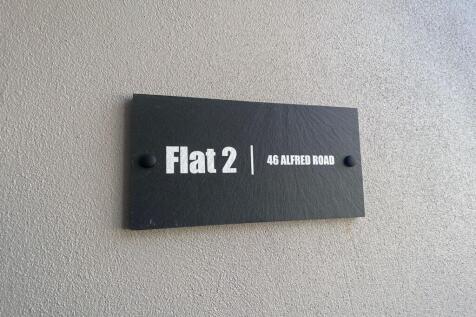 Flat 2 | 46 ALFRED ROAD